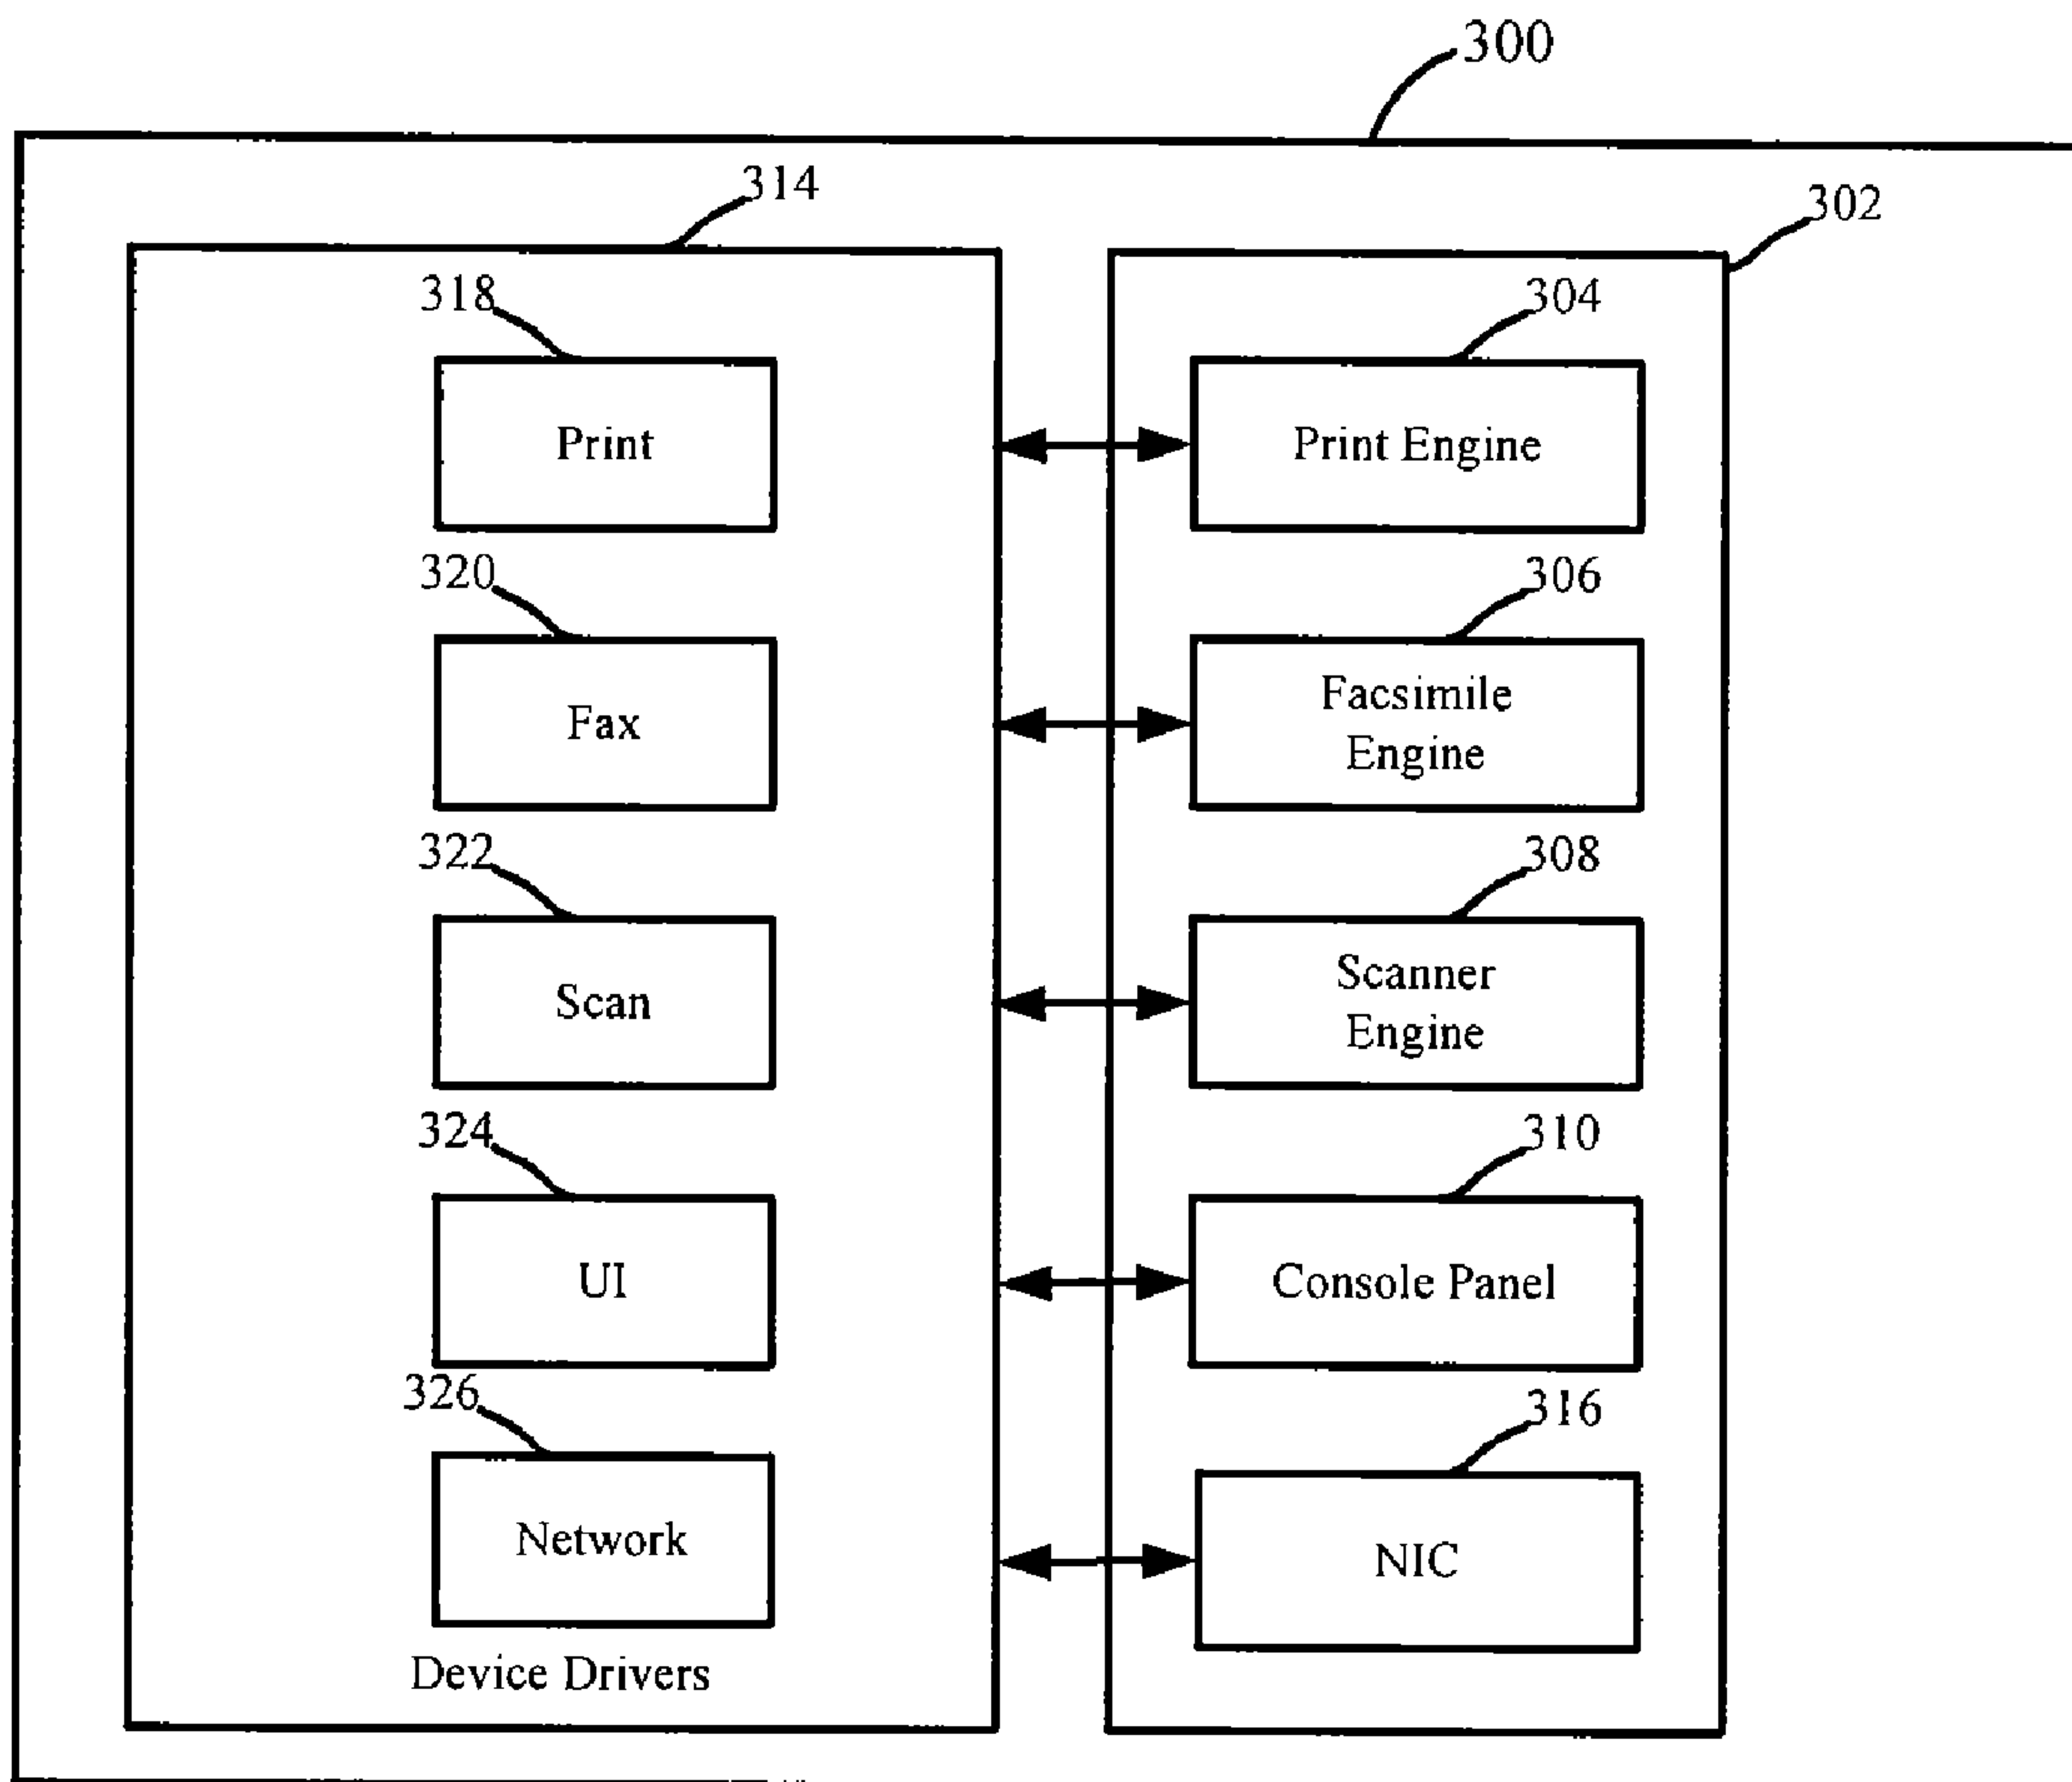 300
314
302
318
304
Print
Print Engine
320
306
Fax
Facsimile
Engine
322
308
Scan
Scanner
Engine
324
310
UI
Console Panel
326
316
Network
NIC
Device Drivers